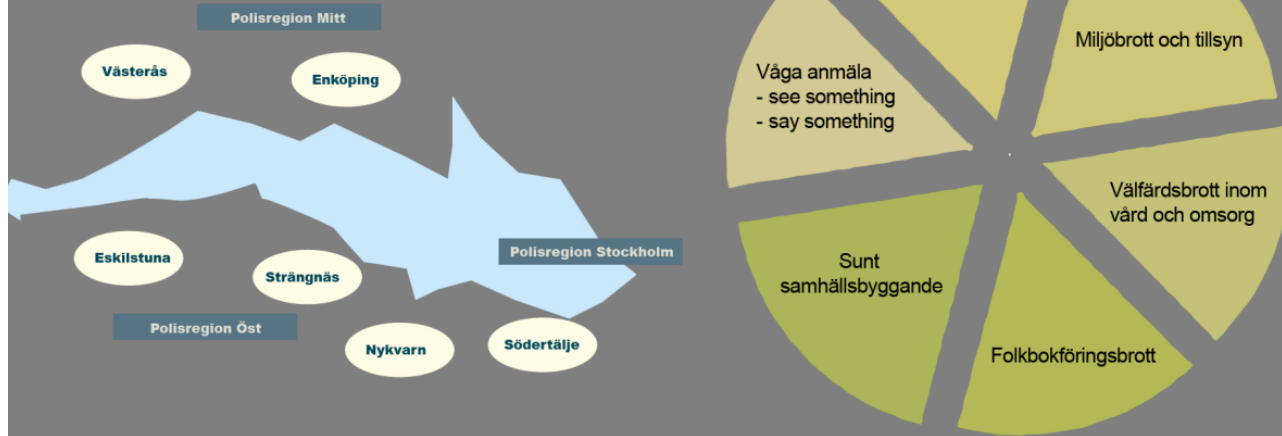 Polisregion Mitt
Västerås
Enköping
Polisregion Stockholm
Eskilstuna
Strängnäs
Polisregion Öst
Nykvarn
Södertälje
Miljöbrott och tillsyn
Våga anmäla
- see something
- say something
Välfärdsbrott inom
vård och omsorg
Sunt
samhällsbyggande
Folkbokföringsbrott